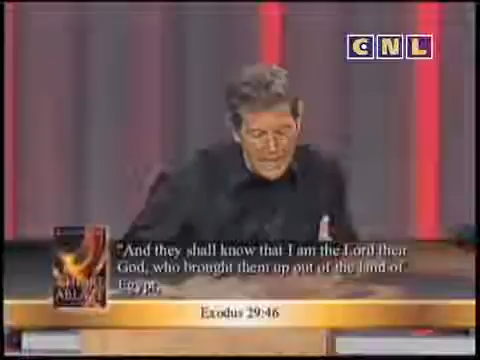 CNL
"And they shall know that I am the Lord their
God, who brought them up out of the land of
Egypt,
ABLAZE
Exodus 29:46